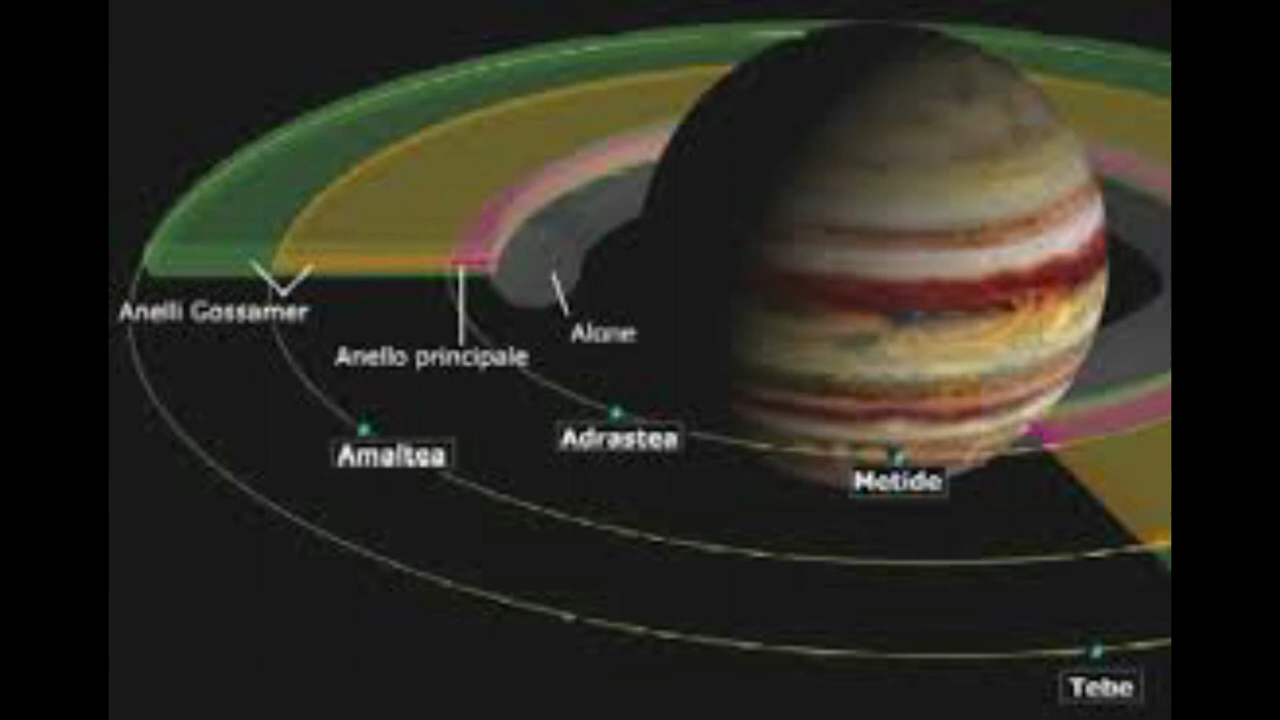 Anelli Gossamer
Alone
Anello principale
Adrastea
Amaltea
Metide
Tebe